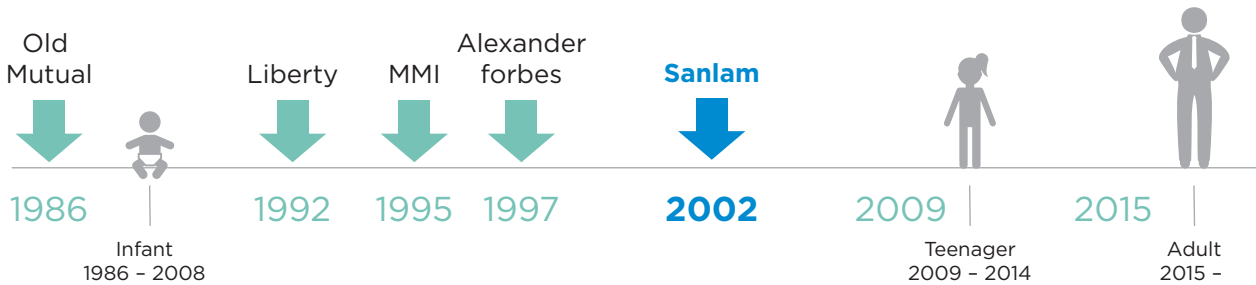 Old
Mutual
Liberty
MMI
Alexander
forbes
Sanlam
1986
1992
1995
1997
2002
2009
2015
Infant
1986 – 2008
Teenager
2009 – 2014
Adult
2015 –